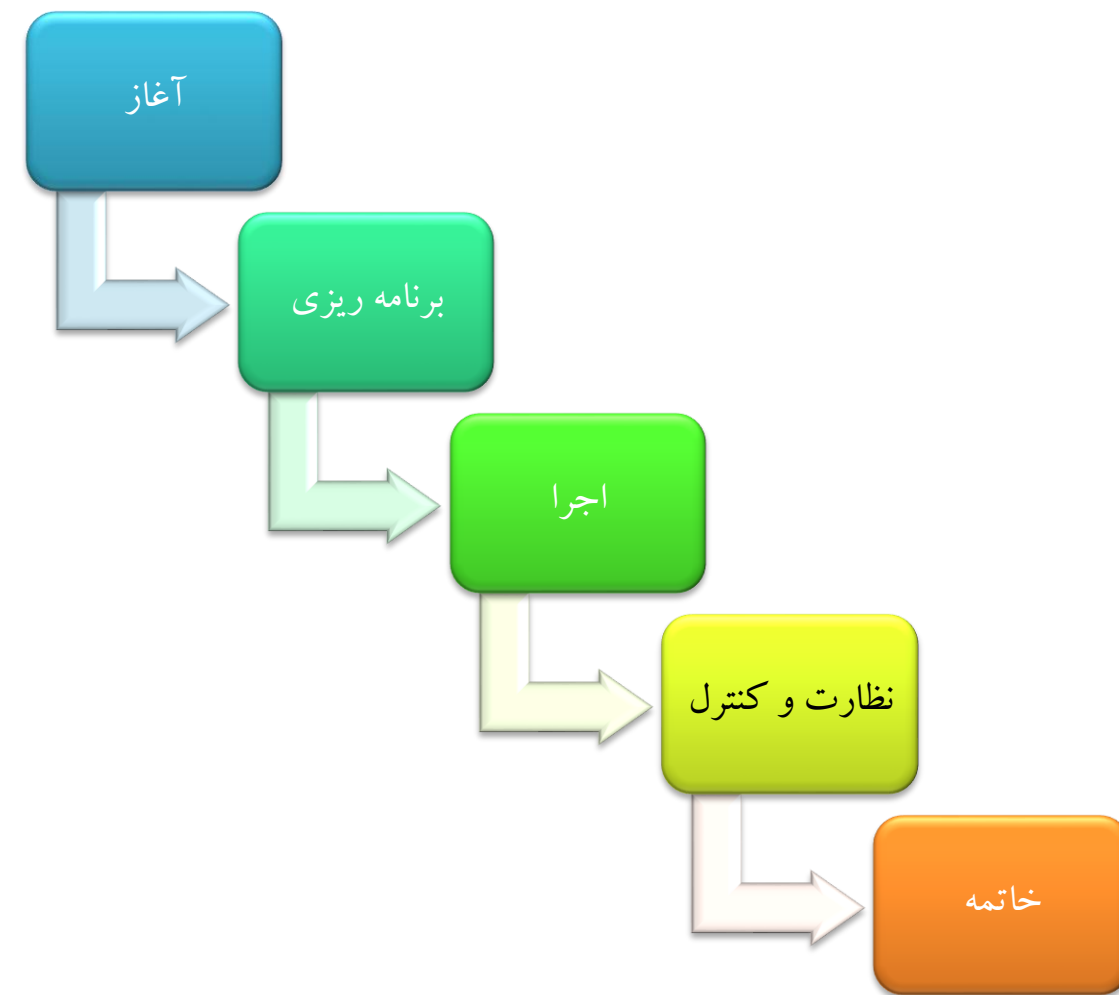 آغاز
برنامه ریزی
اجرا
نظارت و کنترل
خاتمه